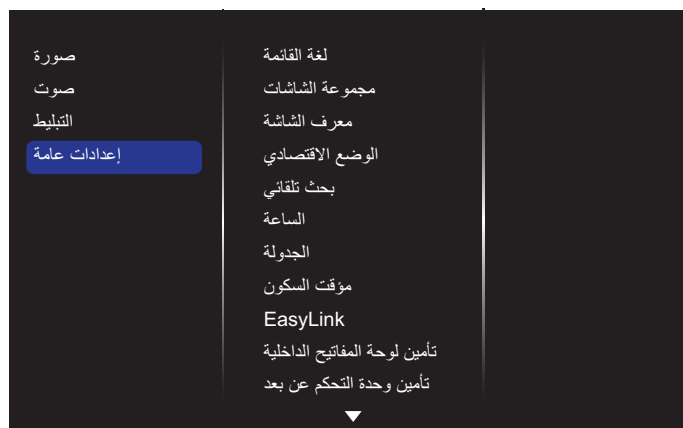 صورة
صوت
التبليط
إعدادات عامة
لغة القائمة
مجموعة الشاشات
معرف الشاشة
الوضع الاقتصادي
بحث تلقائي
الساعة
الجدولة
مؤقت السكون
EasyLink
تأمين لوحة المفاتيح الداخلية
تأمين وحدة التحكم عن بعد